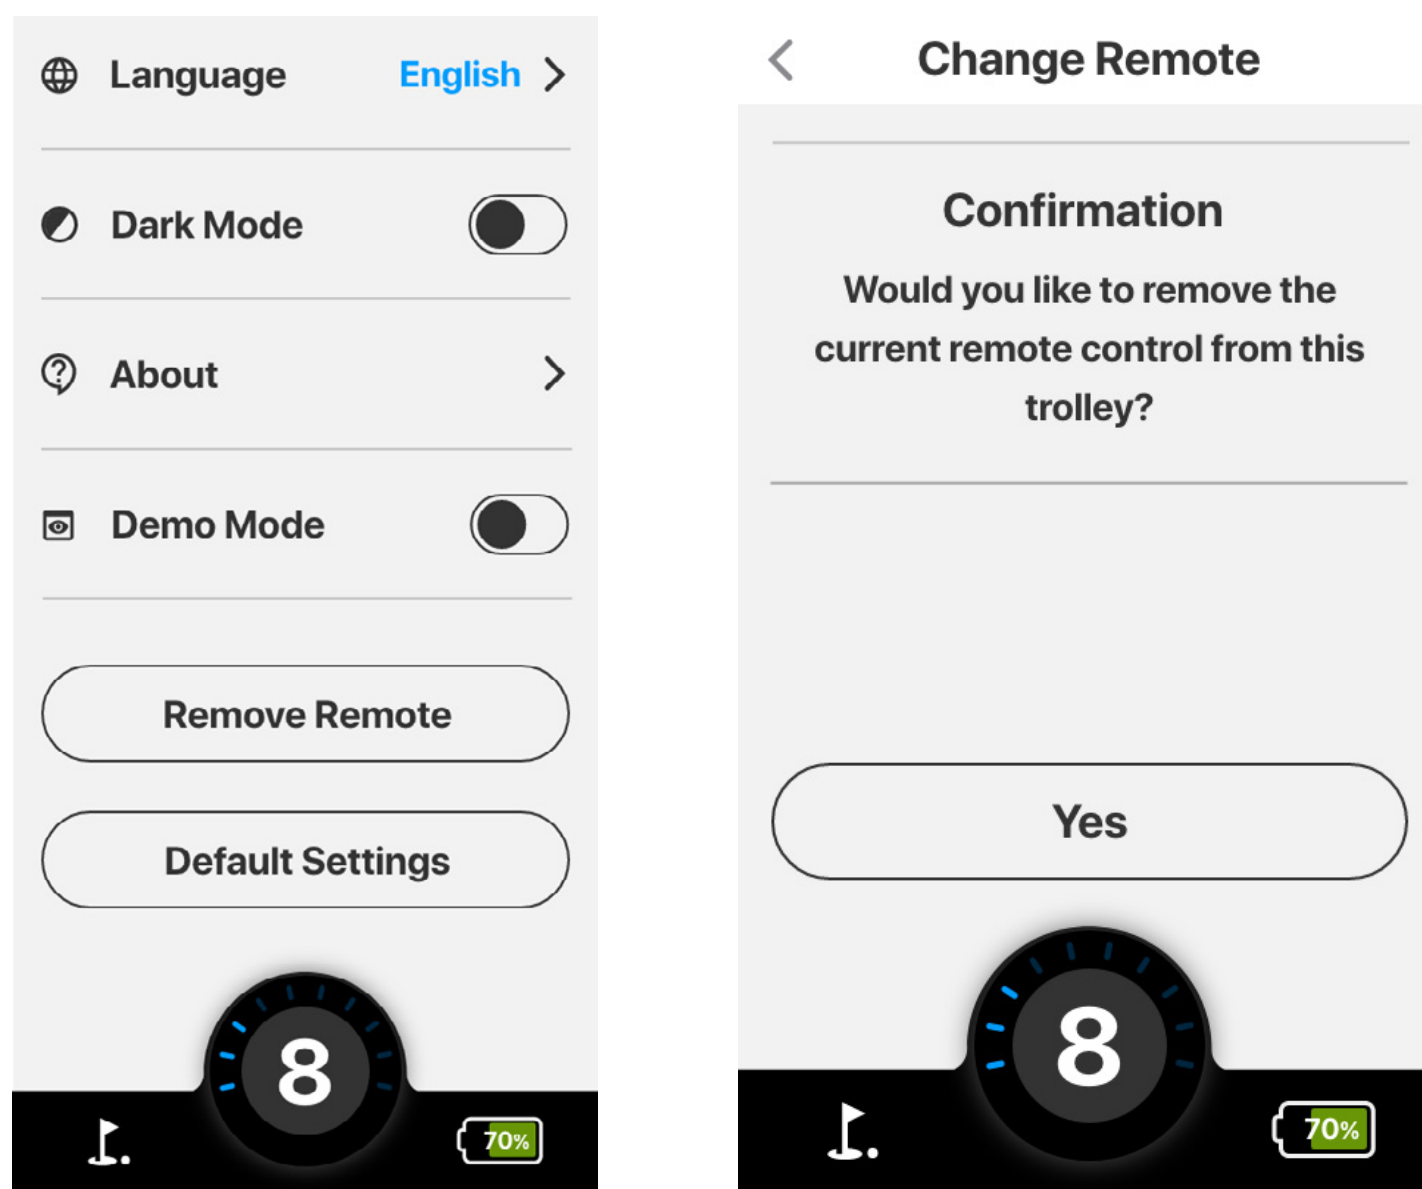 Language English
Dark Mode
About
Demo Mode
Remove Remote
Default Settings
8
70%
Change Remote
Confirmation
Would you like to remove the
current remote control from this
trolley?
Yes
8
70%